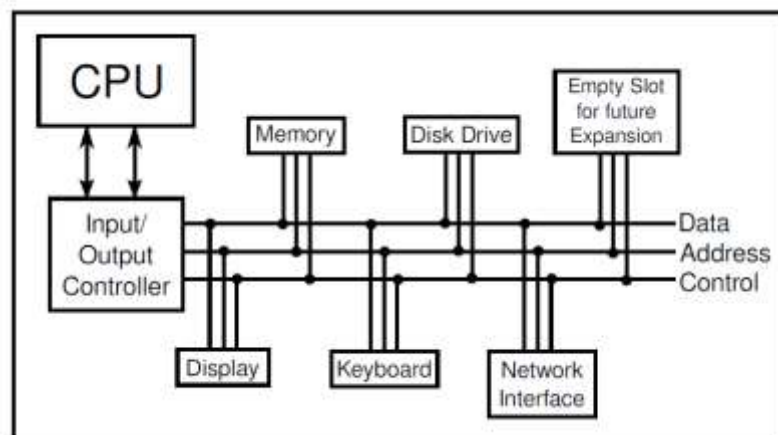 CPU
Memory
Disk Drive
Empty Slot
for future
Expansion
Input/
Output
Controller
Data
Address
Control
Display
Keyboard
Network
Interface